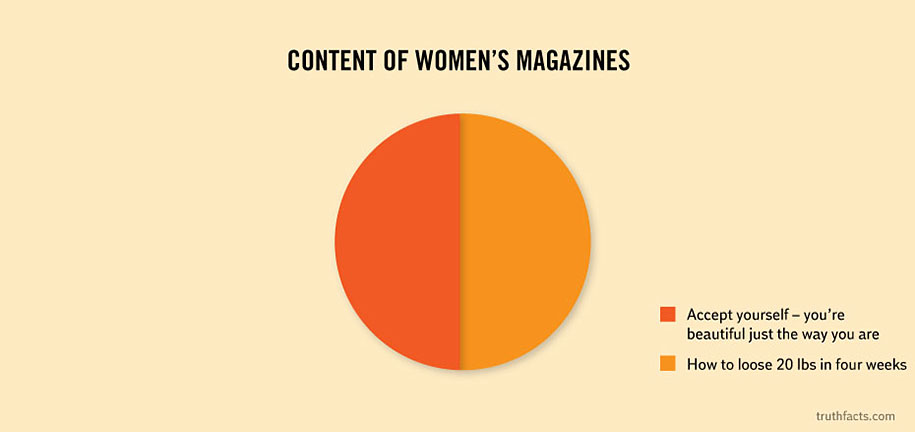 CONTENT OF WOMEN'S MAGAZINES
Accept yourself – you're
beautiful just the way you are
How to loose 20 lbs in four weeks
truthfacts.com